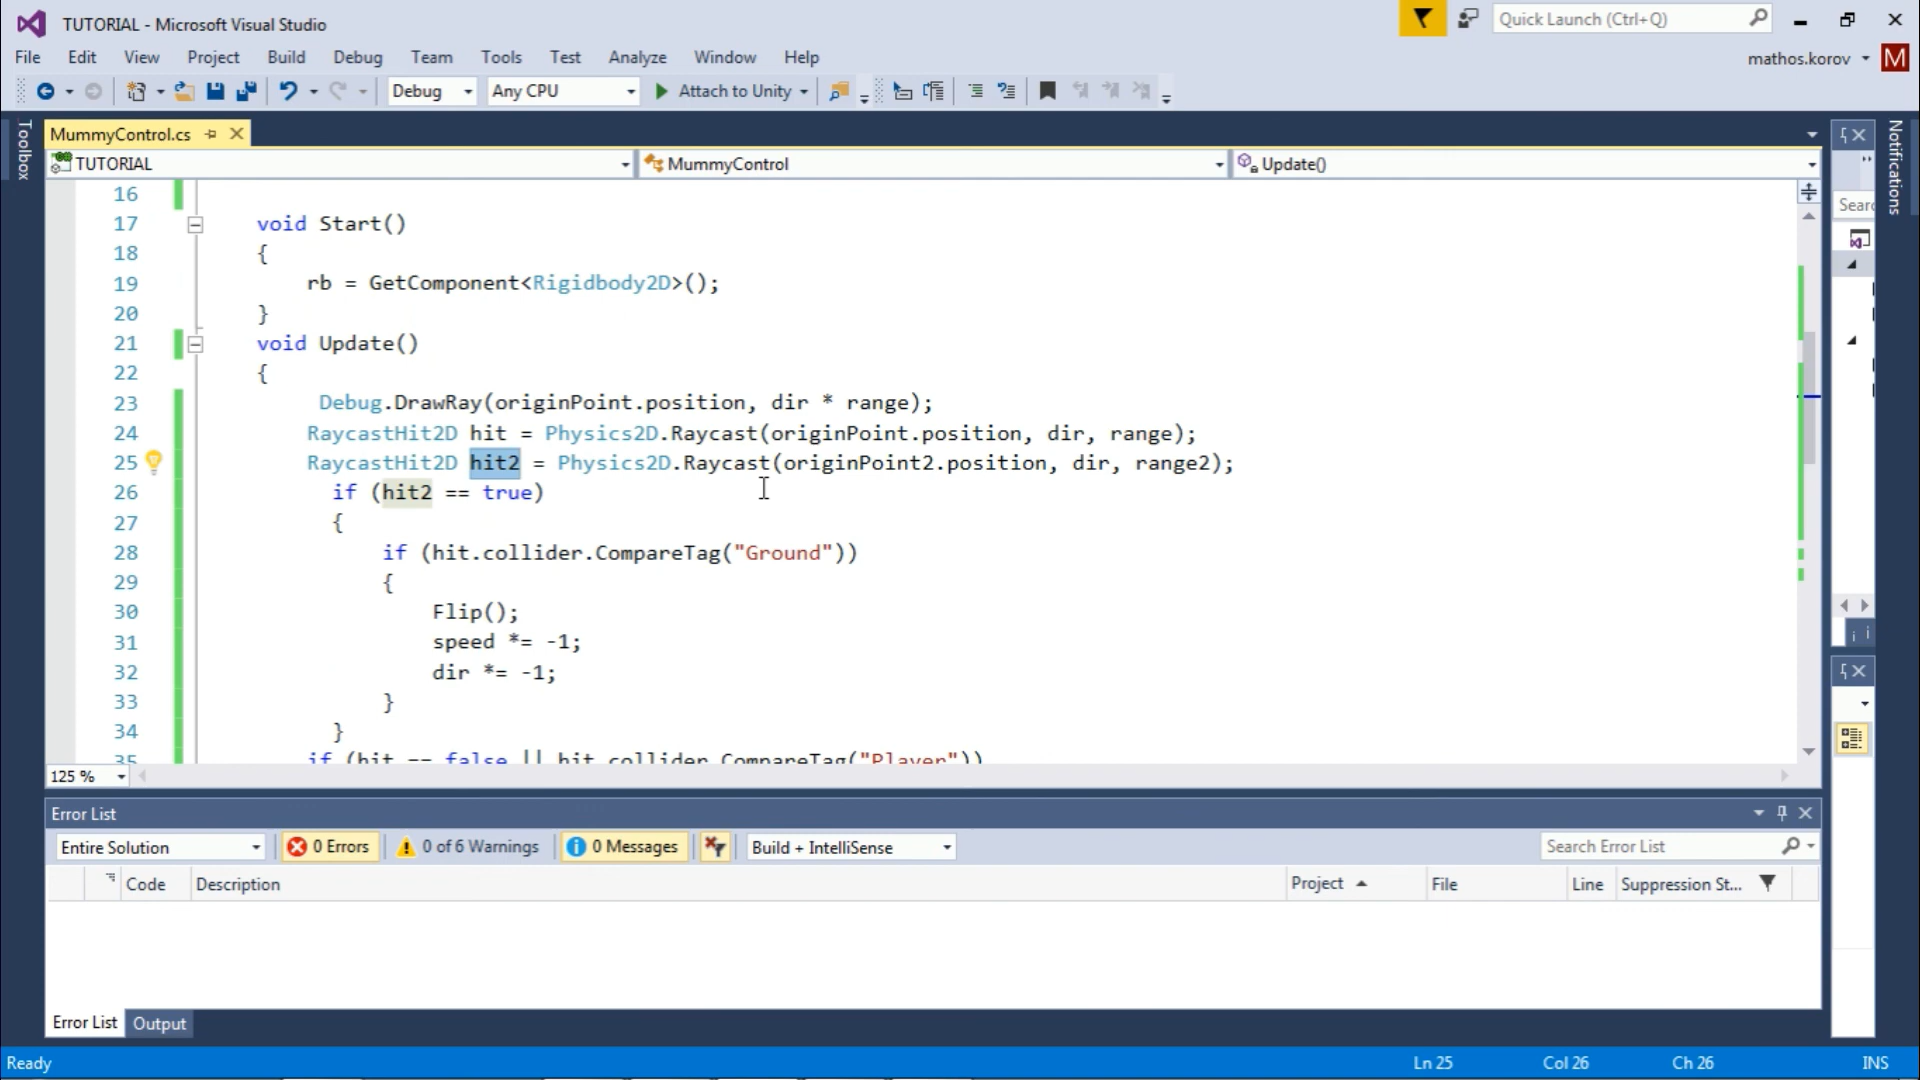 TUTORIAL - Microsoft Visual Studio
Quick Launch (Ctrl+Q)
File Edit View Project Build Debug Team Tools Test Analyze Window Help
mathos.korov M
Debug Any CPU Attach to Unity
Toolbox
MummyControl.cs
Notifications
TUTORIAL MummyControl Update()
16
17 void Start()
18 {
19 rb = GetComponent<Rigidbody2D>();
20 }
21 void Update()
22 {
23 Debug.DrawRay(originPoint.position, dir * range);
24 RaycastHit2D hit = Physics2D.Raycast(originPoint.position, dir, range);
25 RaycastHit2D hit2 = Physics2D.Raycast(originPoint2.position, dir, range2);
26 if (hit2 == true)
27 {
28 if (hit.collider.CompareTag("Ground"))
29 {
30 Flip();
31 speed *= -1;
32 dir *= -1;
33 }
34 }
35 if (hit == false || hit.collider.CompareTag("Player"))
125 %
Error List
Entire Solution 0 Errors 0 of 6 Warnings 0 Messages Build + IntelliSense Search Error List
Code Description Project File Line Suppression St...
Error List Output
Ready Ln 25 Col 26 Ch 26 INS